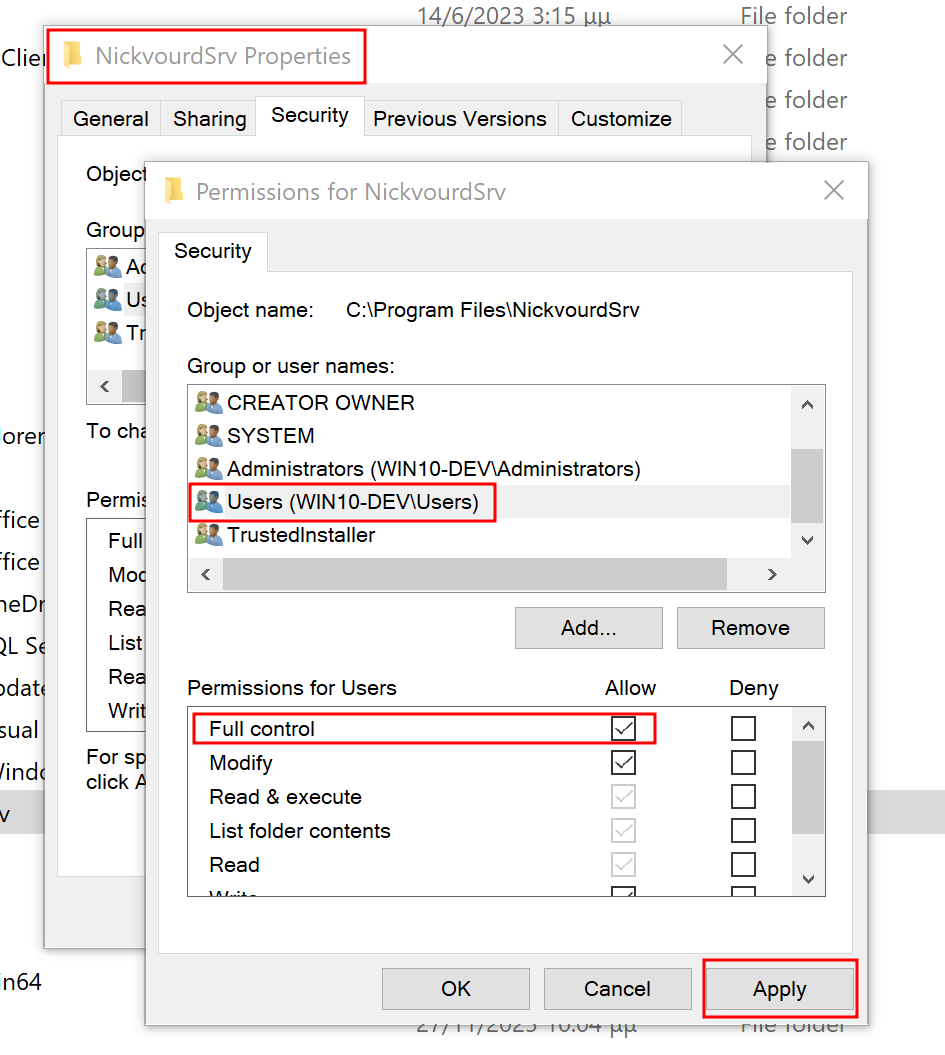 14/6/2023 3:15 μμ File folder
Clien
e folder
NickvourdSrv Properties
e folder
General Sharing Security Previous Versions Customize
e folder
Object
Permissions for NickvourdSrv
Group
Security
Ad
Us
Tr
Object name: C:\Program Files\NickvourdSrv
Group or user names:
CREATOR OWNER
SYSTEM
Administrators (WIN10-DEV\Administrators)
Users (WIN10-DEV\Users)
TrustedInstaller
To cha
lorer
Permis
ffice
Full
ffice
Mod
neDr
Rea
QL Se
List
pdate
Rea
sual
Writ
For sp
Windo
click A
v
in64
Add... Remove
Permissions for Users Allow Deny
Full control
Modify
Read & execute
List folder contents
Read
Write
OK Cancel Apply
27/11/2023 10:04 μμ File folder